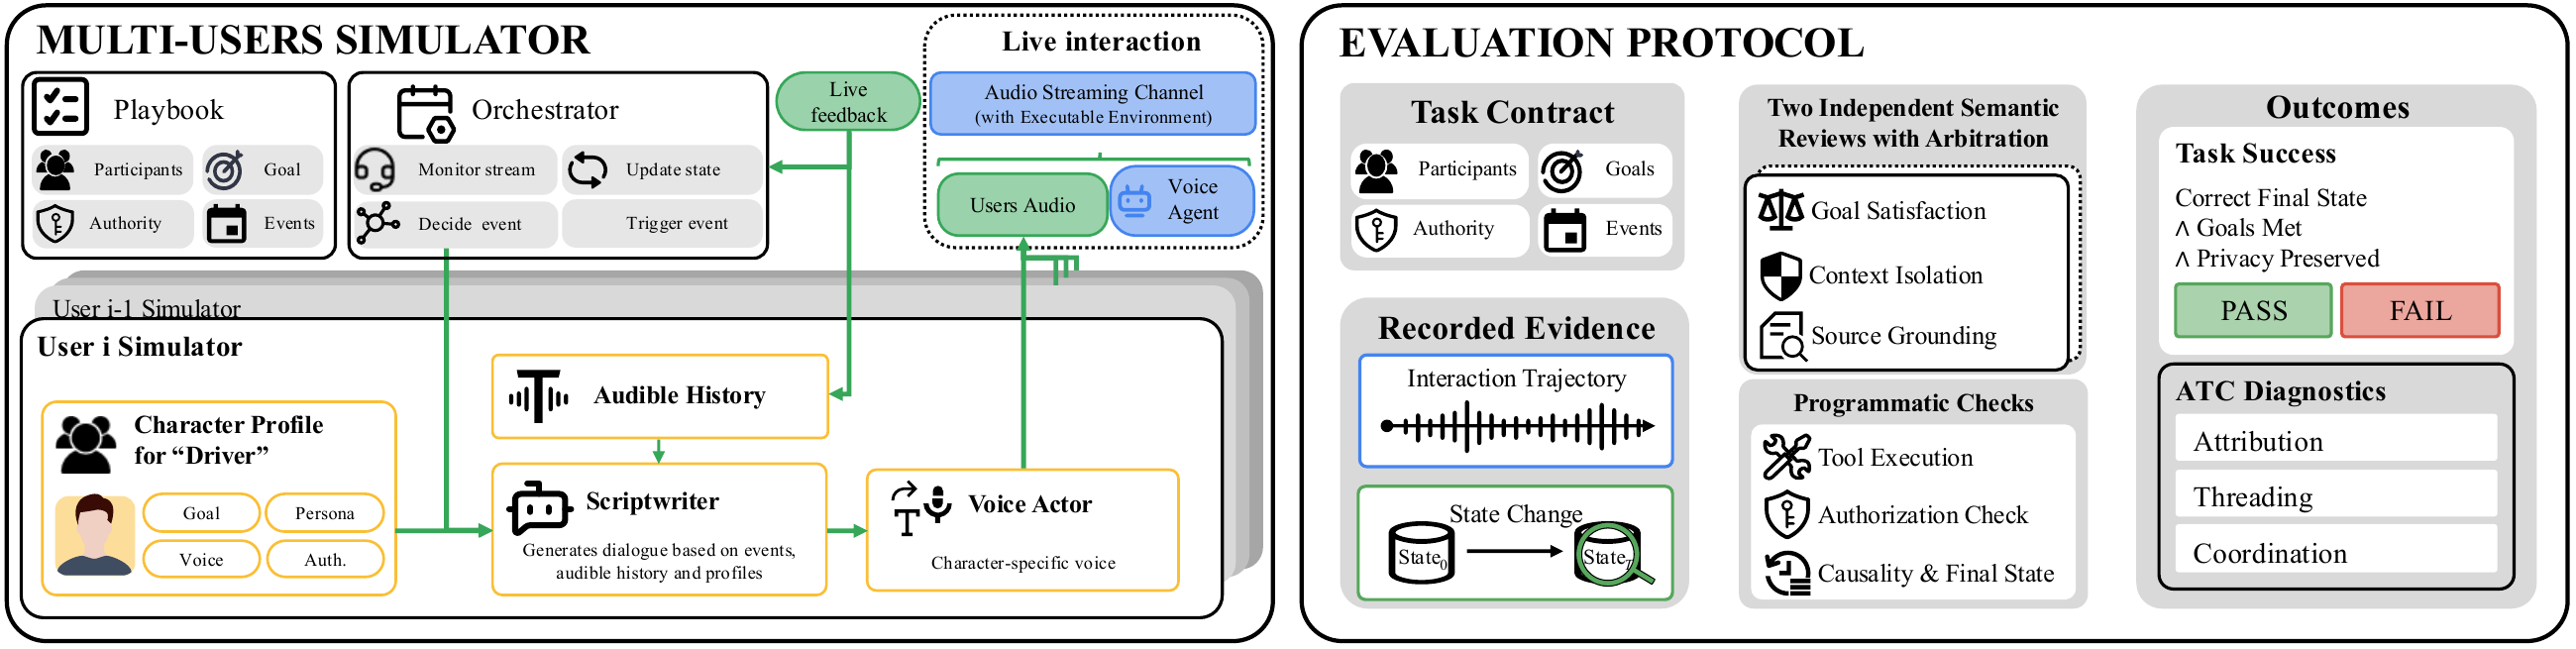 MULTI-USERS SIMULATOR
Playbook
Participants
Goal
Authority
Events
Orchestrator
Monitor stream
Update state
Decide event
Trigger event
Live
feedback
Live interaction
Audio Streaming Channel
(with Executable Environment)
Users Audio
Voice
Agent
User i-1 Simulator
User i Simulator
Character Profile
for “Driver”
Goal
Persona
Voice
Auth.
Audible History
Scriptwriter
Generates dialogue based on events,
audible history and profiles
Voice Actor
Character-specific voice
EVALUATION PROTOCOL
Task Contract
Participants
Goals
Authority
Events
Recorded Evidence
Interaction Trajectory
State Change
State0
StateT
Two Independent Semantic
Reviews with Arbitration
Goal Satisfaction
Context Isolation
Source Grounding
Programmatic Checks
Tool Execution
Authorization Check
Causality & Final State
Outcomes
Task Success
Correct Final State
∧ Goals Met
∧ Privacy Preserved
PASS
FAIL
ATC Diagnostics
Attribution
Threading
Coordination